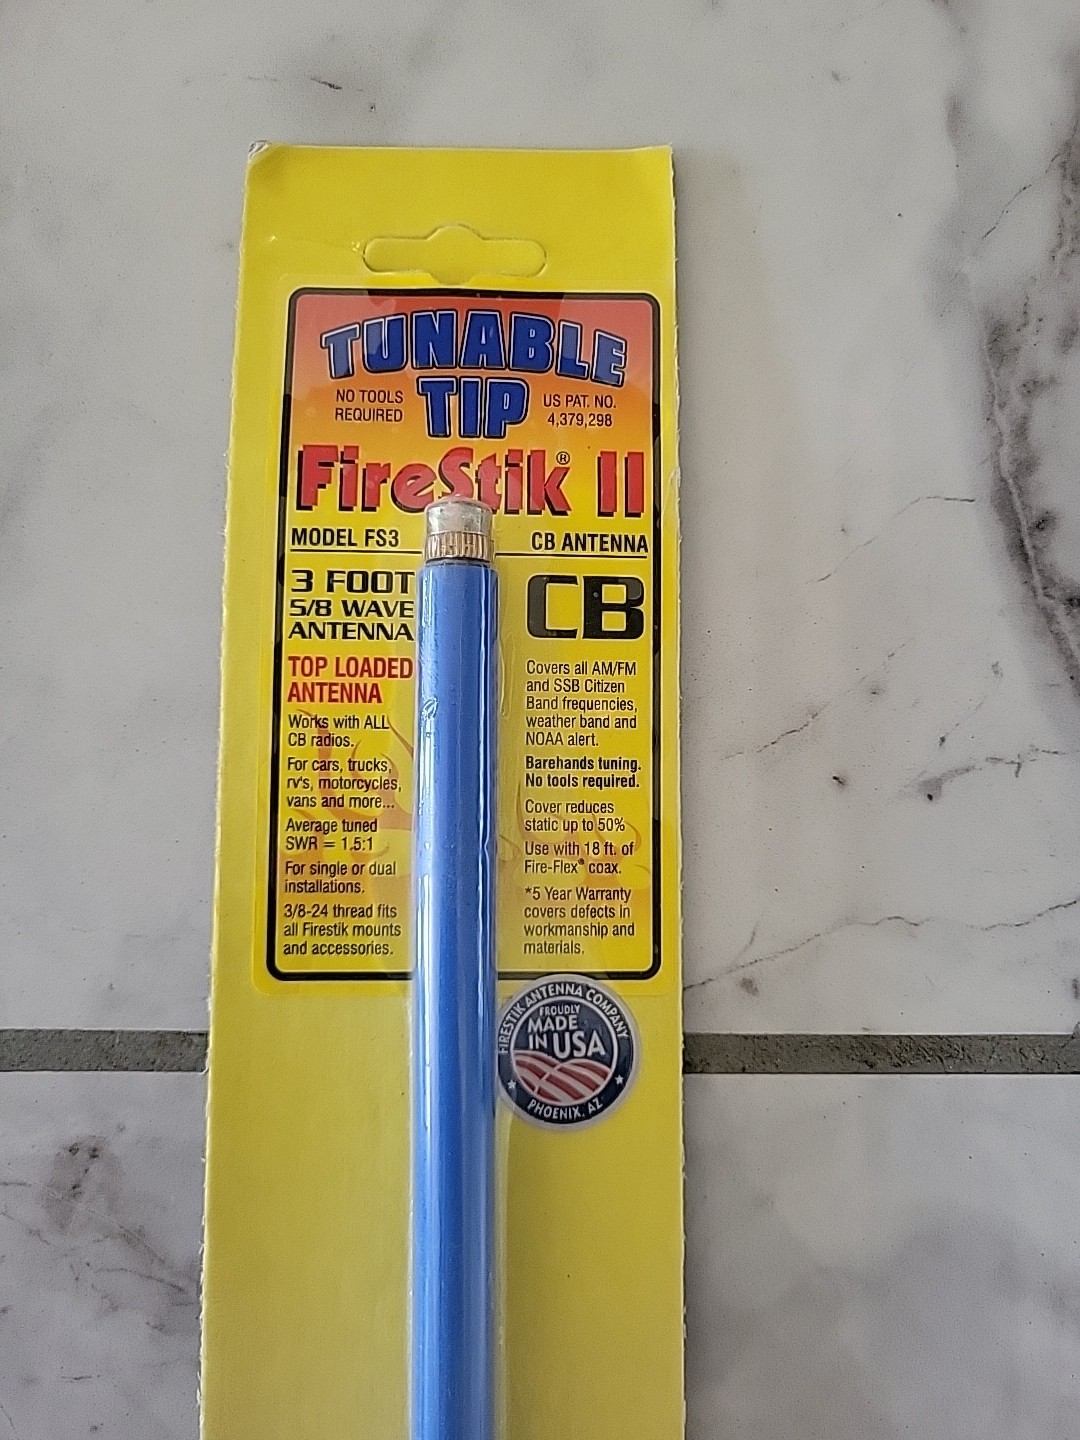 TUNABLE
TIP
NO TOOLS
REQUIRED
US PAT. NO.
4,379,298
FireStik® II
MODEL FS3
CB ANTENNA
3 FOOT
5/8 WAVE
ANTENNA
TOP LOADED
ANTENNA
Works with ALL
CB radios.
For cars, trucks,
rv's, motorcycles,
vans and more...
Average tuned
SWR = 1.5:1
For single or dual
installations.
3/8-24 thread fits
all Firestik mounts
and accessories.
CB
Covers all AM/FM
and SSB Citizen
Band frequencies,
weather band and
NOAA alert.
Barehands tuning.
No tools required.
Cover reduces
static up to 50%
Use with 18 ft. of
Fire-Flex® coax.
*5 Year Warranty
covers defects in
workmanship and
materials.
FIRESTIK ANTENNA COMPANY
PROUDLY
MADE
IN USA
PHOENIX, AZ